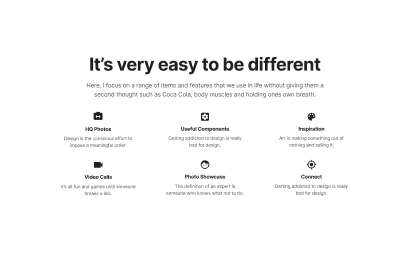 It's very easy to be different
Here, I focus on a range of items and features that we use in life without giving them a
second thought such as Coca Cola, body muscles and holding ones own breath.
HQ Photos
Useful Components
Inspiration
Design is the conscious effort to
impose a meaningful order.
Getting addicted to design is really
bad for design.
Art is making something out of
nothing and selling it.
Video Calls
Photo Showcase
Connect
It's all fun and games until someone
breaks a nail.
The definition of an expert is
someone who knows what not to do.
Getting addicted to design is really
bad for design.